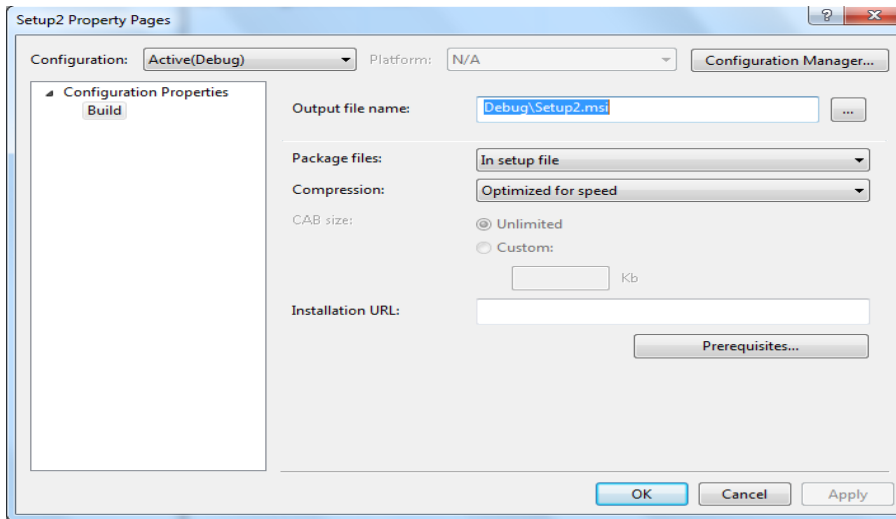 Setup2 Property Pages
Configuration: Active(Debug) Platform: N/A Configuration Manager...
Configuration Properties
Build
Output file name: Debug\Setup2.msi ...
Package files: In setup file
Compression: Optimized for speed
CAB size: Unlimited
Custom:
Kb
Installation URL:
Prerequisites...
OK Cancel Apply